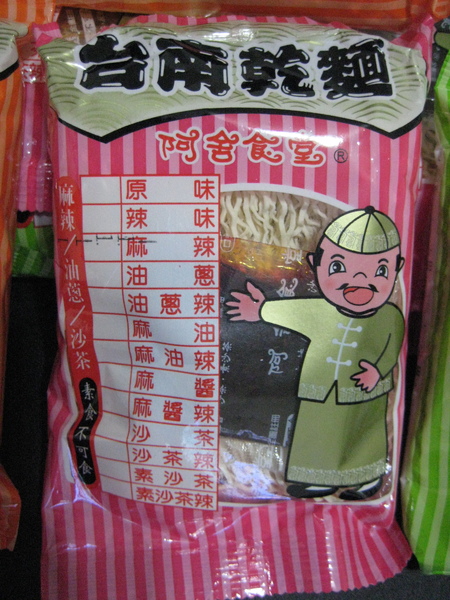 台南乾麵
阿舍食堂®
麻辣／油蔥／沙茶
素食不可食
原味
辣味
麻辣
油蔥
油蔥辣
麻油
麻油辣
麻醬
麻醬辣
沙茶
沙茶辣
素沙茶
素沙茶辣